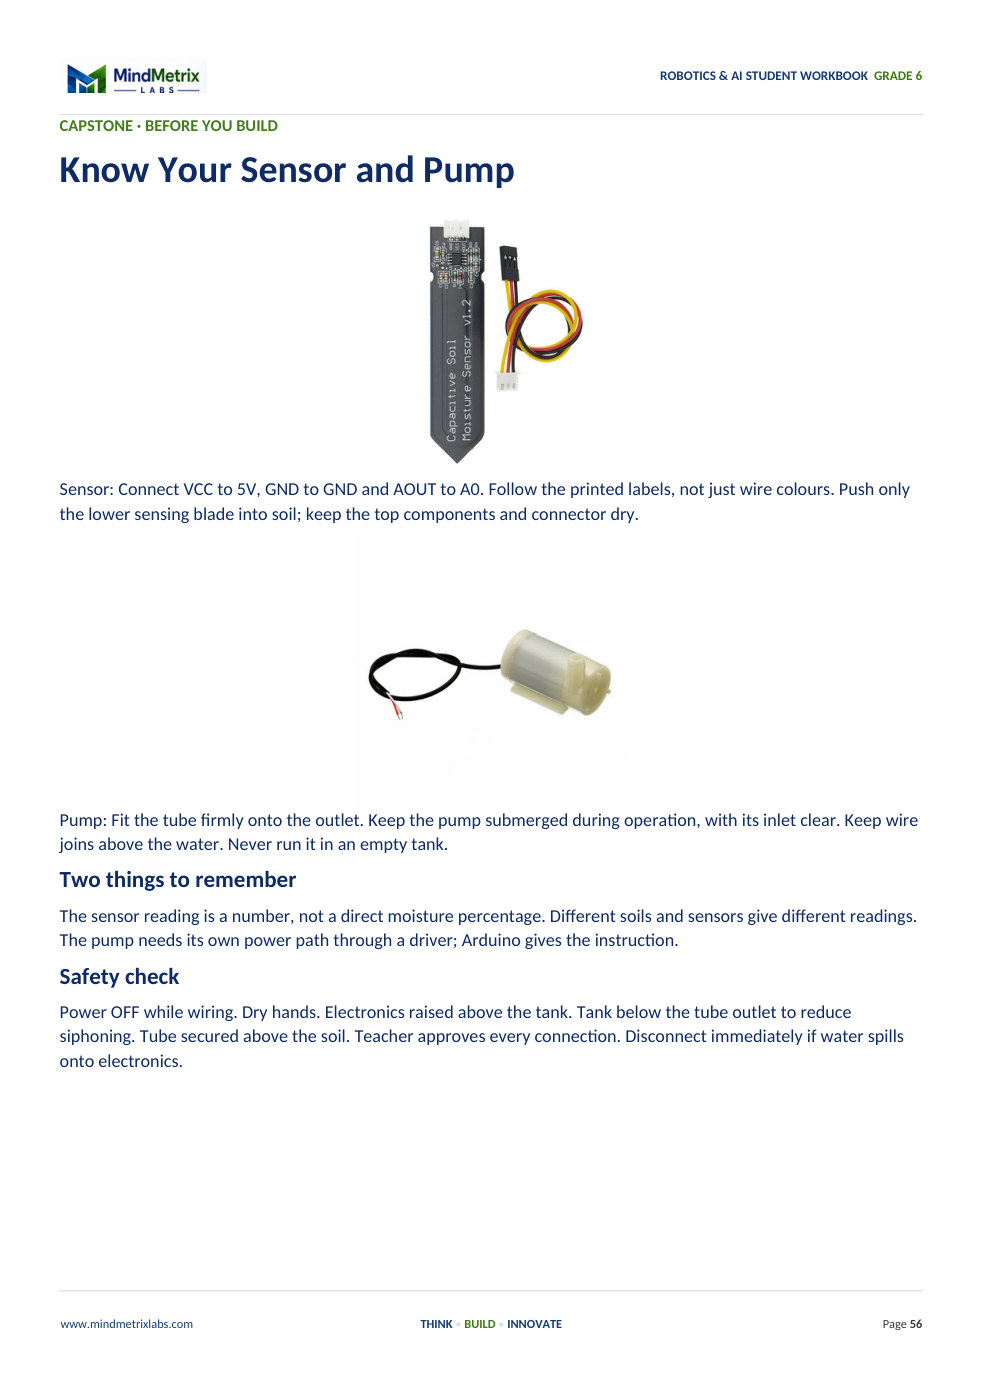 MindMetrix
LABS
ROBOTICS & AI STUDENT WORKBOOK GRADE 6
CAPSTONE · BEFORE YOU BUILD
Know Your Sensor and Pump
Capacitive Soil
Moisture Sensor v1.2
Sensor: Connect VCC to 5V, GND to GND and AOUT to A0. Follow the printed labels, not just wire colours. Push only
the lower sensing blade into soil; keep the top components and connector dry.
Pump: Fit the tube firmly onto the outlet. Keep the pump submerged during operation, with its inlet clear. Keep wire
joins above the water. Never run it in an empty tank.
Two things to remember
The sensor reading is a number, not a direct moisture percentage. Different soils and sensors give different readings.
The pump needs its own power path through a driver; Arduino gives the instruction.
Safety check
Power OFF while wiring. Dry hands. Electronics raised above the tank. Tank below the tube outlet to reduce
siphoning. Tube secured above the soil. Teacher approves every connection. Disconnect immediately if water spills
onto electronics.
www.mindmetrixlabs.com
THINK • BUILD • INNOVATE
Page 56